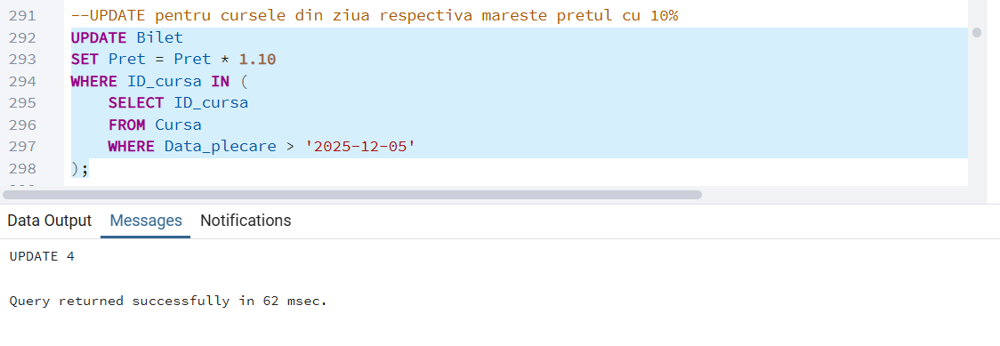 291 --UPDATE pentru cursele din ziua respectiva mareste pretul cu 10%
292 UPDATE Bilet
293 SET Pret = Pret * 1.10
294 WHERE ID_cursa IN (
295 SELECT ID_cursa
296 FROM Cursa
297 WHERE Data_plecare > '2025-12-05'
298 );
Data Output Messages Notifications
UPDATE 4
Query returned successfully in 62 msec.